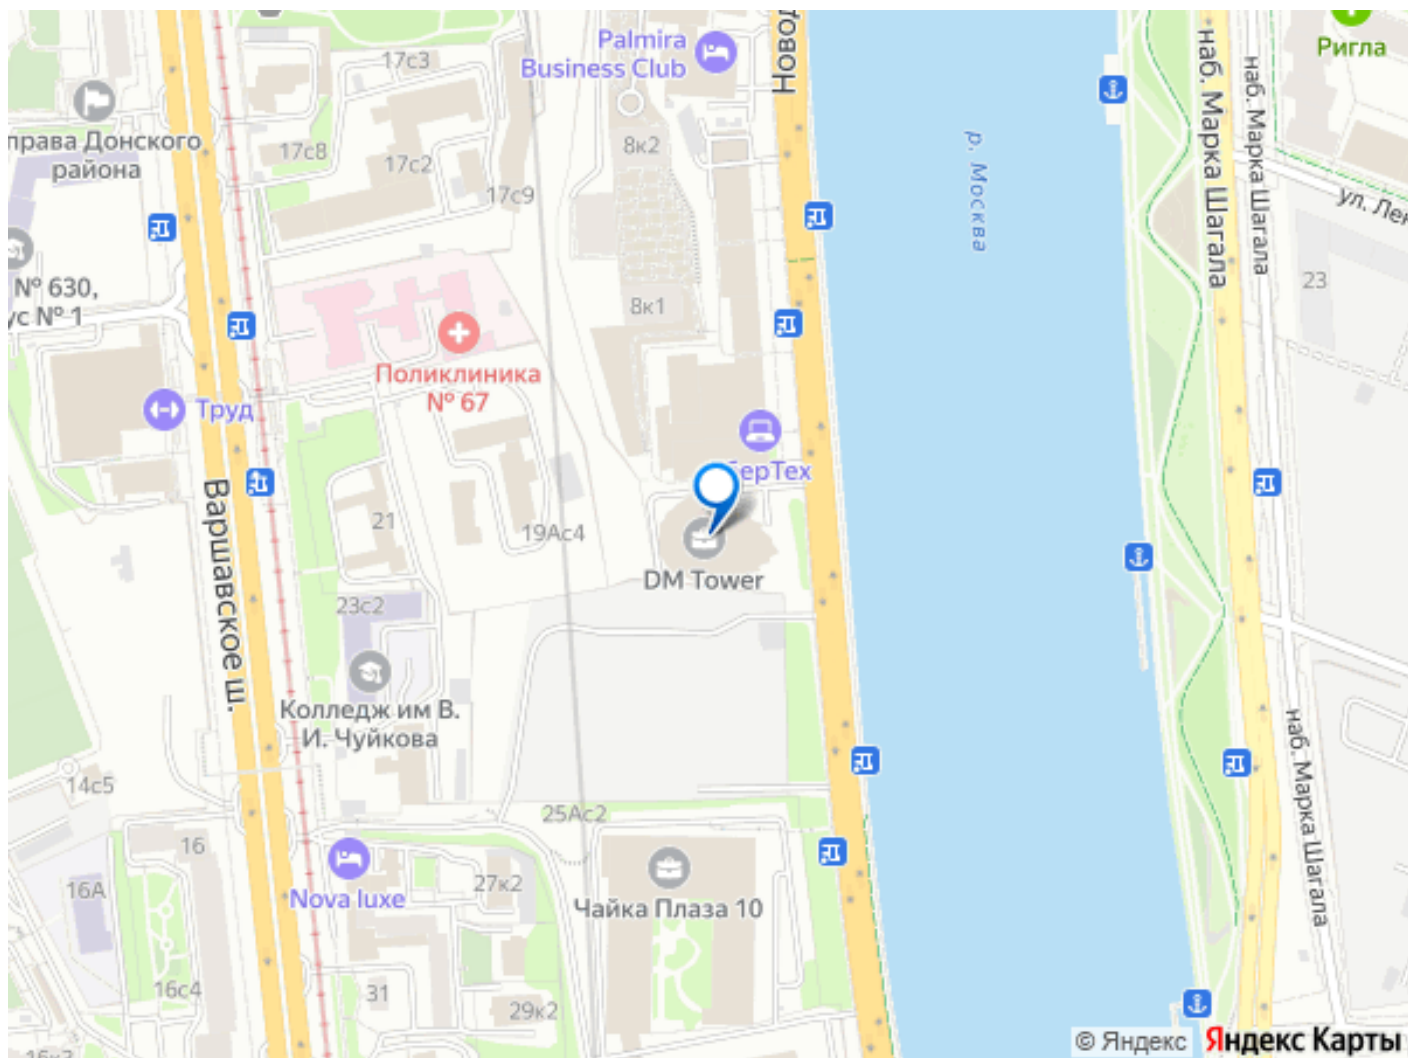 Palmira
Business Club
Новод
наб. Марка Шагала
наб. Марка Шагала
Ригла
17с3
права Донского
района
17с8
17с2
17с9
8к2
р. Москва
ул. Лен
23
№ 630,
ус № 1
8к1
Поликлиника
№ 67
Труд
берТех
Варшавское ш.
21
19Ас4
DM Tower
23с2
Колледж им В.
И. Чуйкова
наб. Марка Шагала
14с5
25Ас2
16
16А
Nova luxe
27к2
Чайка Плаза 10
16с4
31
29к2
© Яндекс
Яндекс Карты